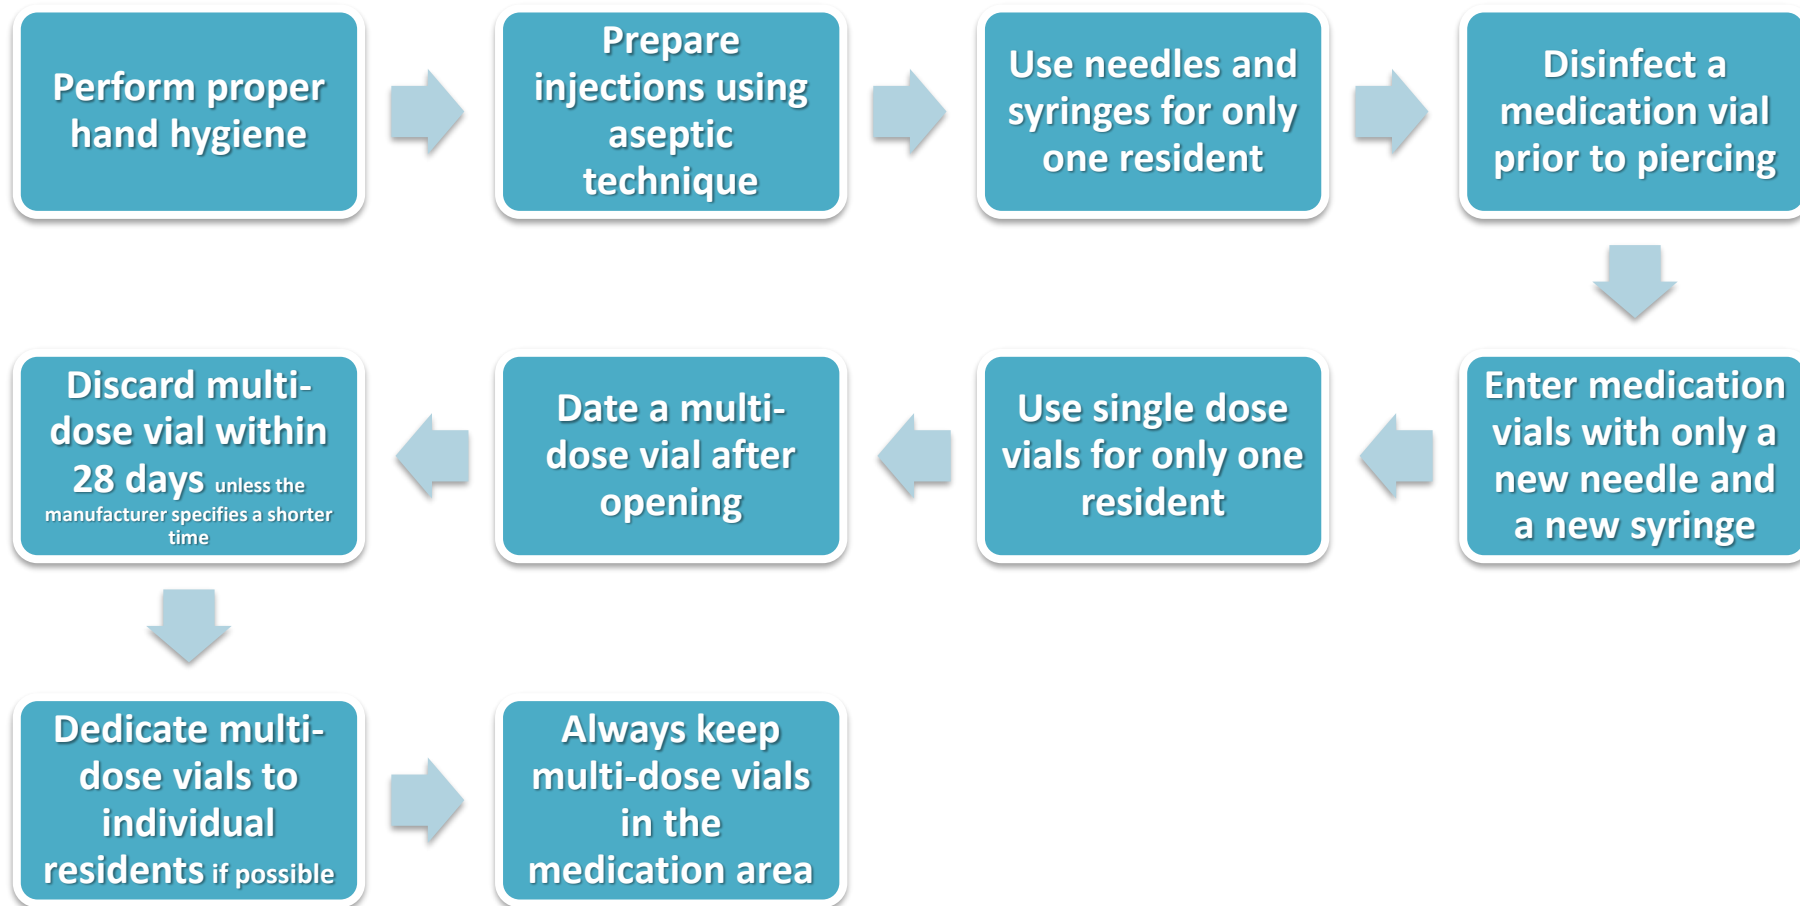 Perform proper
hand hygiene
Prepare
injections using
aseptic
technique
Use needles and
syringes for only
one resident
Disinfect a
medication vial
prior to piercing
Enter medication
vials with only a
new needle and
a new syringe
Use single dose
vials for only one
resident
Date a multi-
dose vial after
opening
Discard multi-
dose vial within
28 days unless the
manufacturer specifies a shorter
time
Dedicate multi-
dose vials to
individual
residents if possible
Always keep
multi-dose vials
in the
medication area